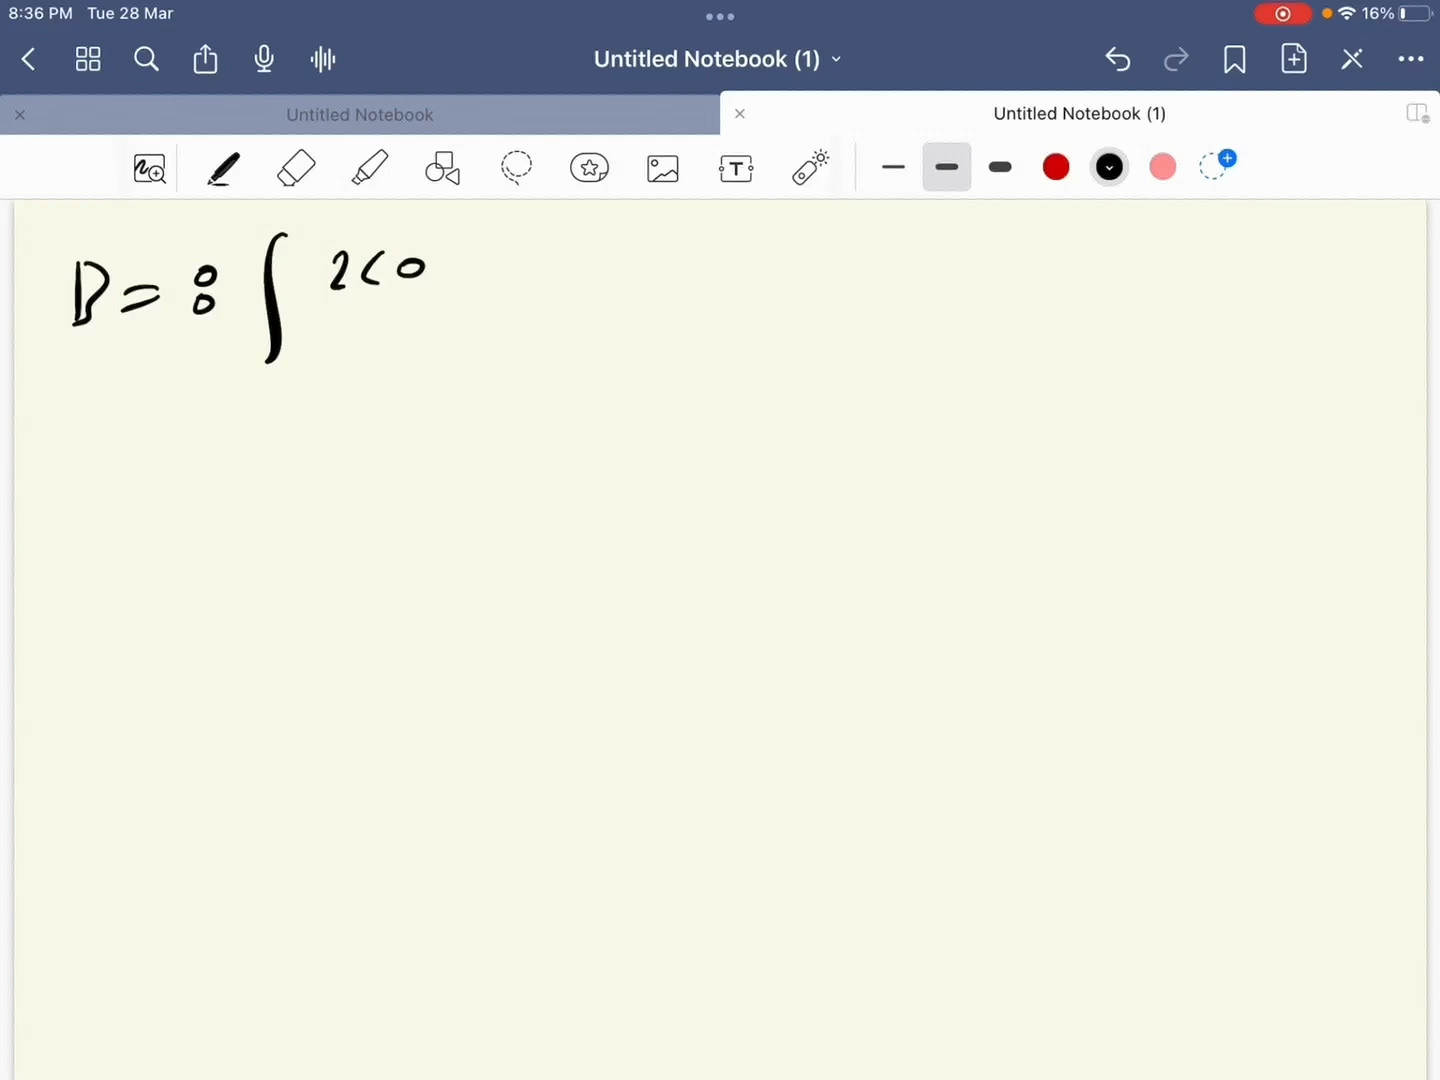 8:36 PM Tue 28 Mar 16%
Untitled Notebook (1)
Untitled Notebook
Untitled Notebook (1)
T
D = 8 ∫ 2 < 0